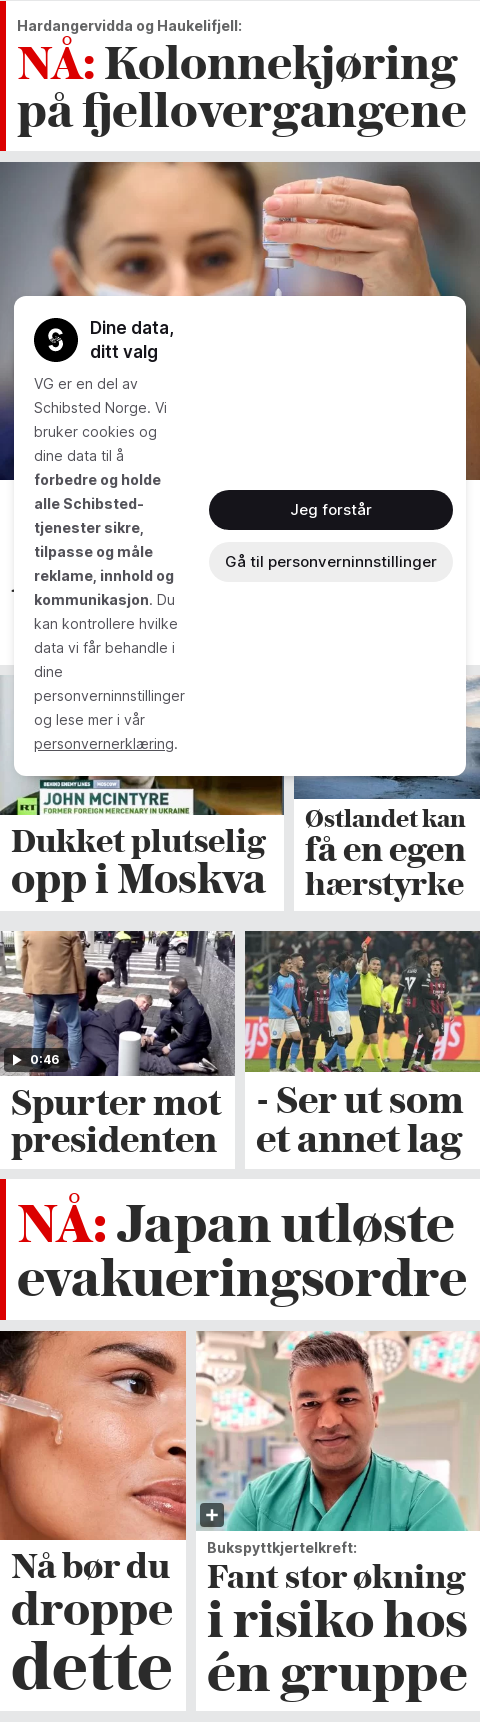 Hardangervidda og Haukelifjell:
NÅ: Kolonnekjøring
på fjellovergangene
Dine data,
ditt valg
VG er en del av
Schibsted Norge. Vi
bruker cookies og
dine data til å
forbedre og holde
alle Schibsted-
tjenester sikre,
tilpasse og måle
reklame, innhold og
kommunikasjon. Du
kan kontrollere hvilke
data vi får behandle i
dine
personverninnstillinger
og lese mer i vår
personvernerklæring.
Jeg forstår
Gå til personverninnstillinger
BEHIND ENEMY LINES MOSCOW
RT
JOHN MCINTYRE
FORMER FOREIGN MERCENARY IN UKRAINE
Dukket plutselig
opp i Moskva
Østlandet kan
få en egen
hærstyrke
0:46
Spurter mot
presidenten
- Ser ut som
et annet lag
NÅ: Japan utløste
evakueringsordre
Nå bør du
droppe
dette
Bukspyttkjertelkreft:
Fant stor økning
i risiko hos
én gruppe